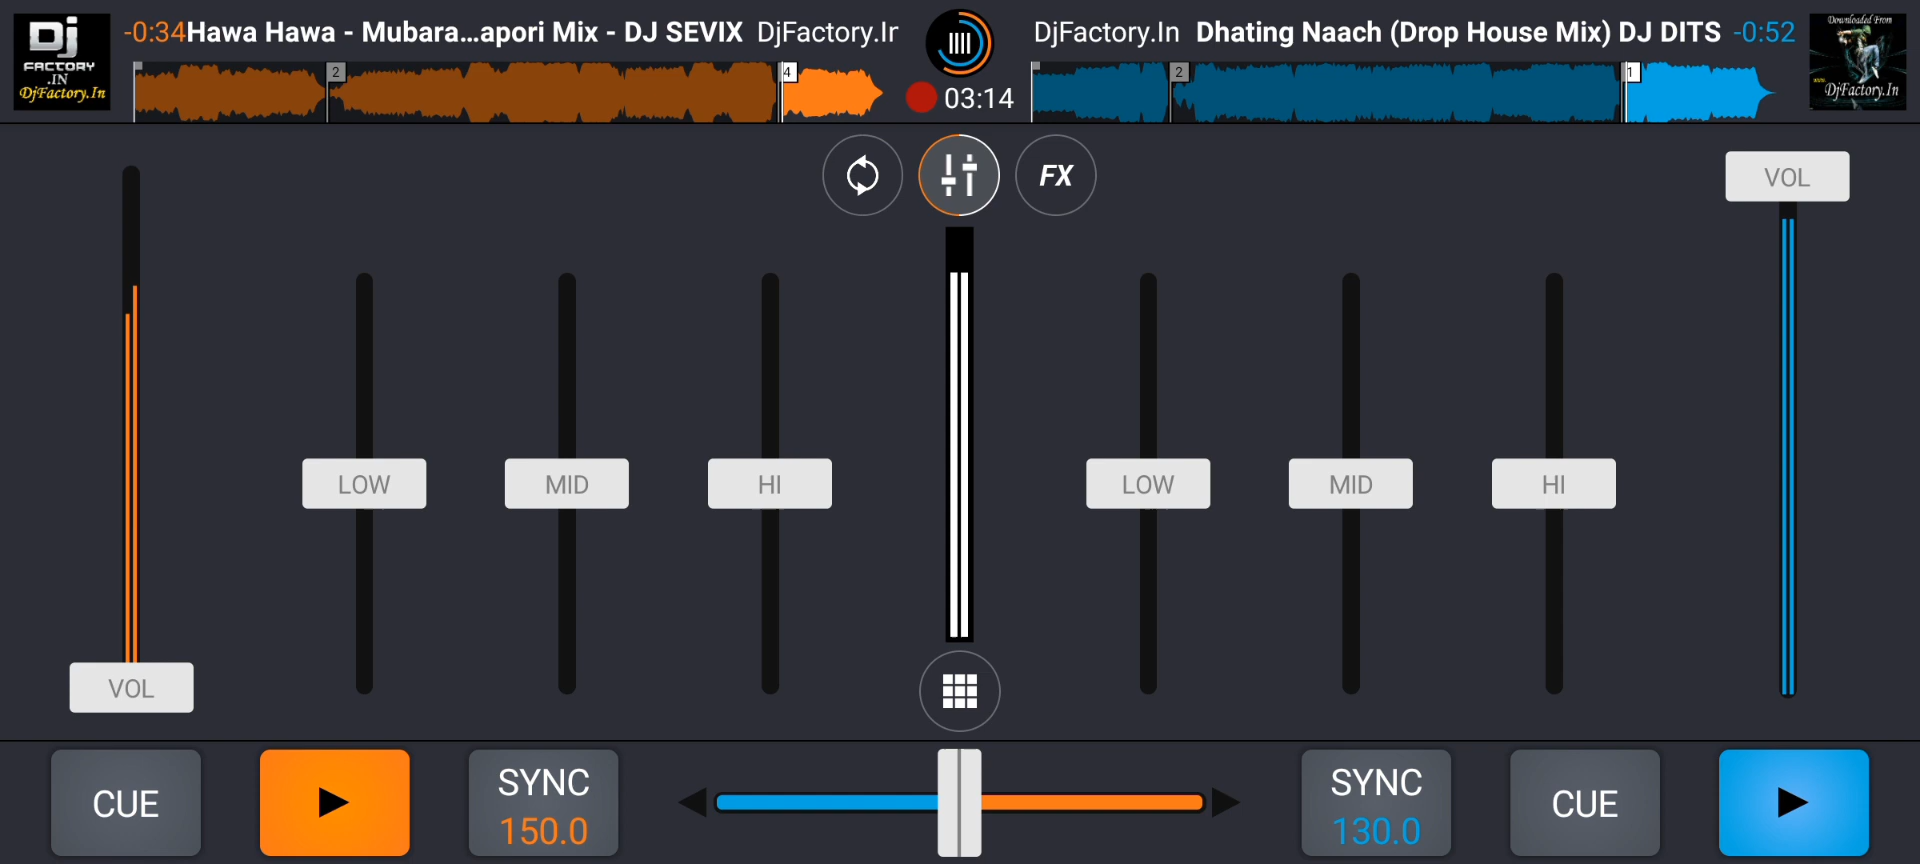 Dj
FACTORY
.IN
DjFactory.In
-0:34 Hawa Hawa - Mubara...apori Mix - DJ SEVIX DjFactory.Ir
2
4
03:14
DjFactory.In Dhating Naach (Drop House Mix) DJ DITS -0:52
2
1
Downloaded From
DjFactory.In
FX
VOL
LOW MID HI
LOW MID HI
VOL
CUE
SYNC
150.0
SYNC
130.0
CUE